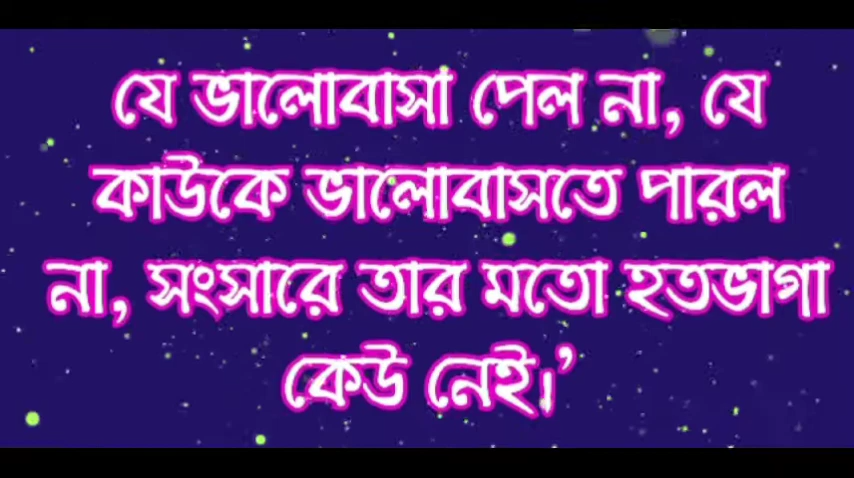 যে ভালোবাসা পেল না, যে
কাউকে ভালোবাসতে পারল
না, সংসারে তার মতো হতভাগা
কেউ নেই।’